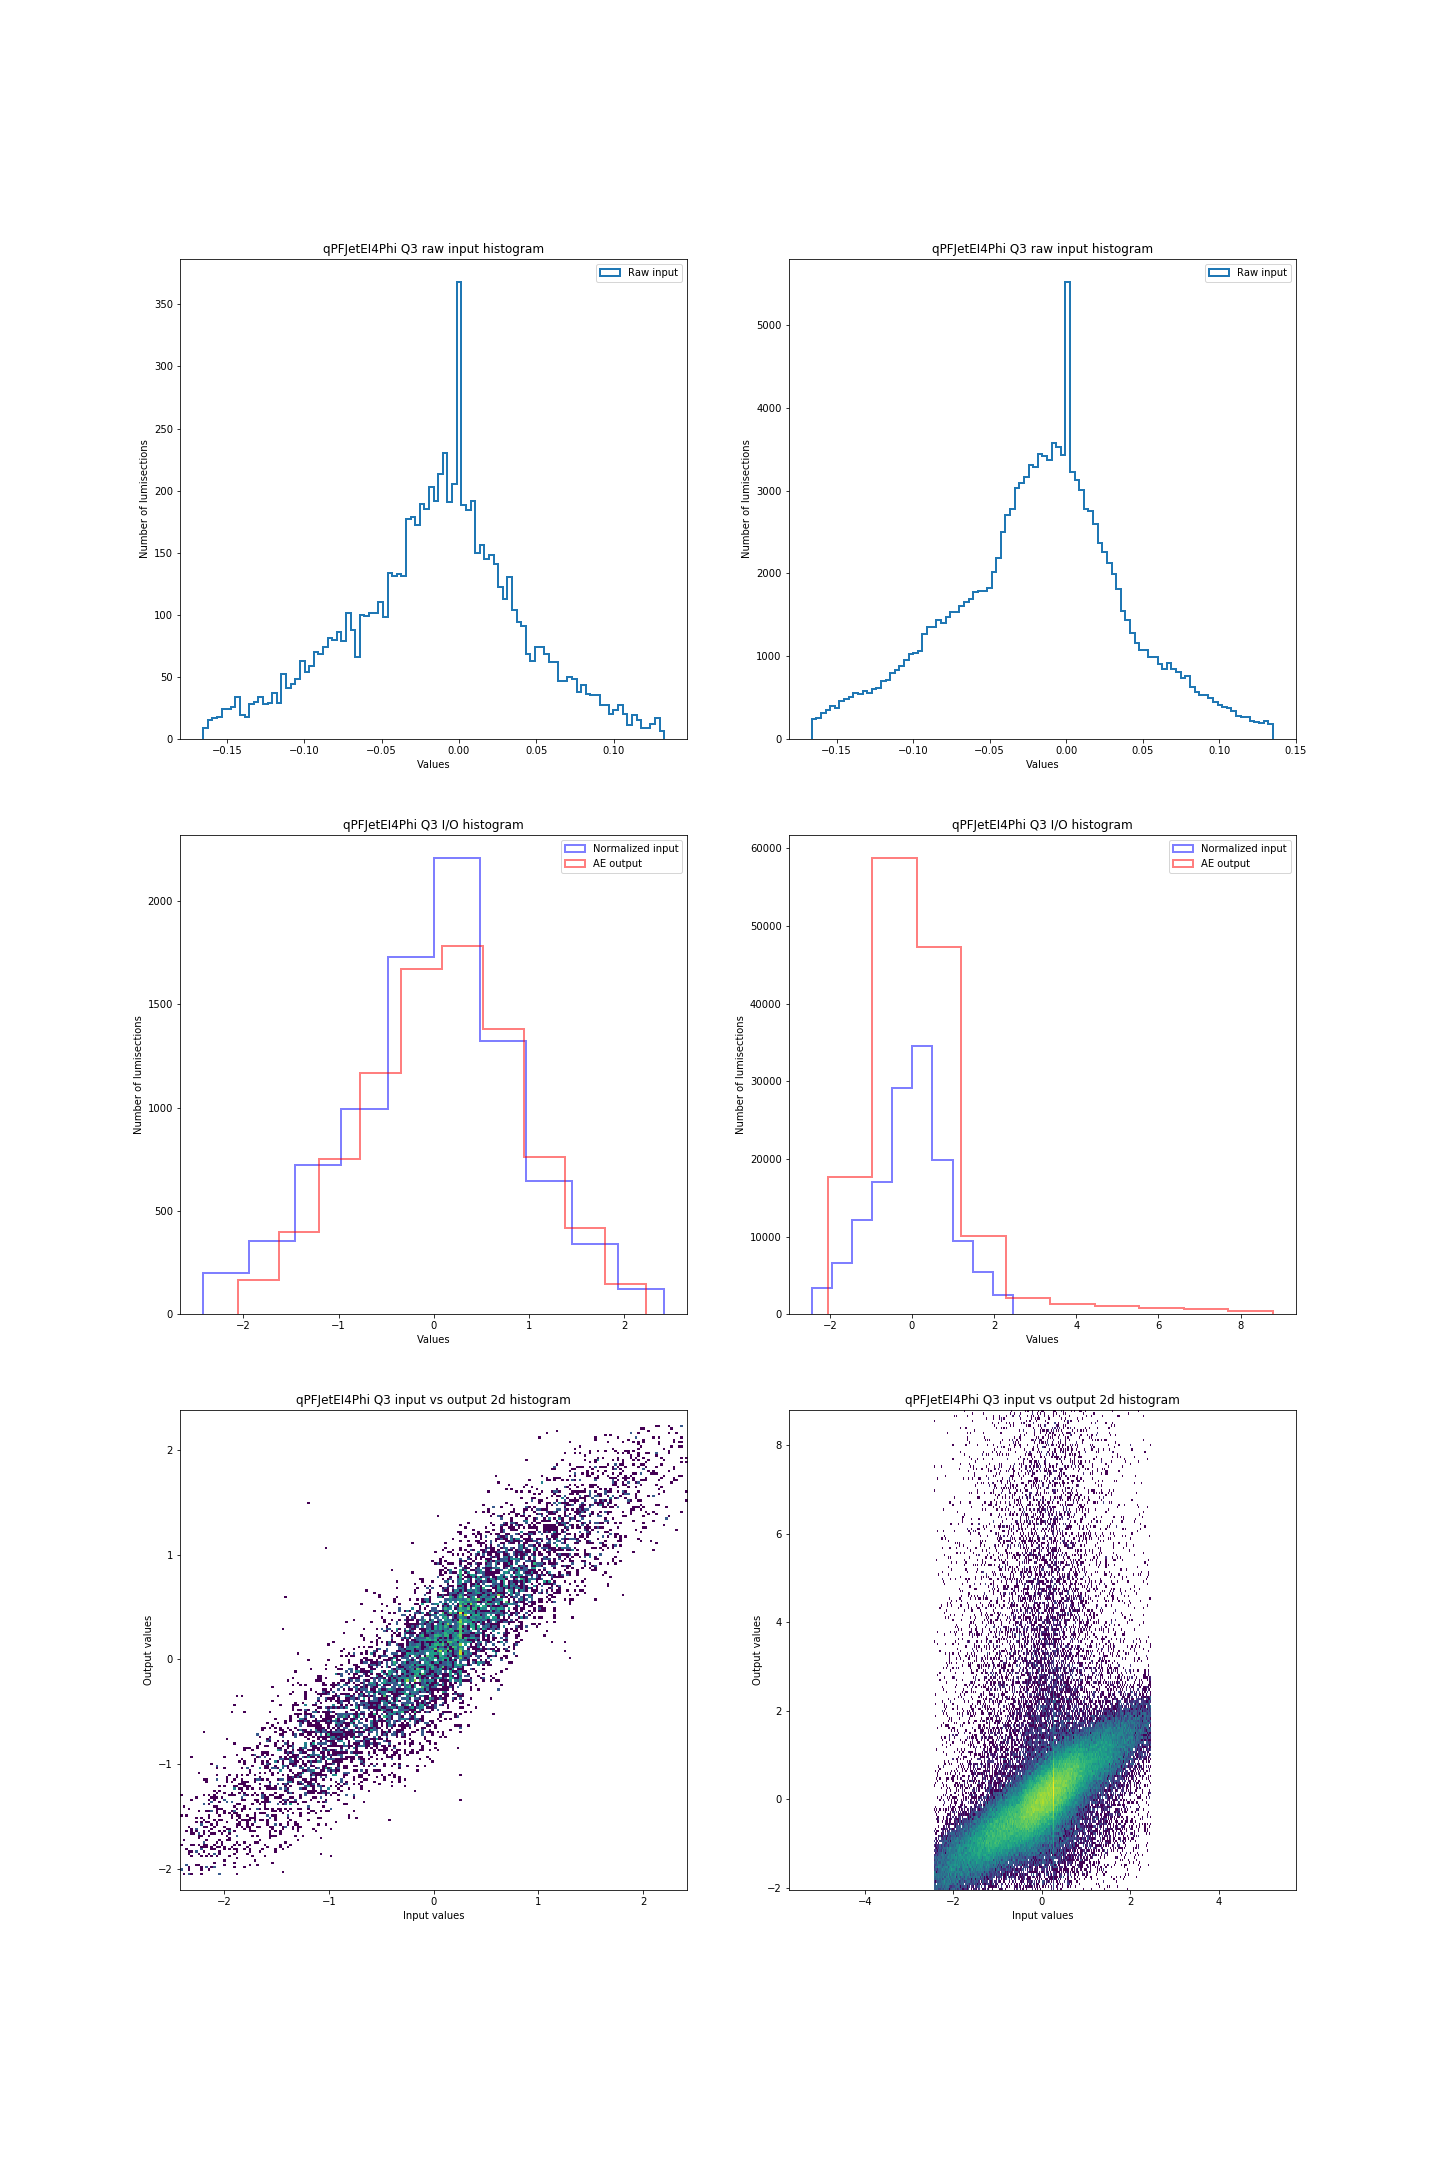 qPFJetEI4Phi Q3 raw input histogram
Raw input
Number of lumisections
350
300
250
200
150
100
50
0
−0.15 −0.10 −0.05 0.00 0.05 0.10
Values
qPFJetEI4Phi Q3 raw input histogram
Raw input
Number of lumisections
5000
4000
3000
2000
1000
0
−0.15 −0.10 −0.05 0.00 0.05 0.10 0.15
Values
qPFJetEI4Phi Q3 I/O histogram
Normalized input
AE output
Number of lumisections
2000
1500
1000
500
0
−2 −1 0 1 2
Values
qPFJetEI4Phi Q3 I/O histogram
Normalized input
AE output
Number of lumisections
60000
50000
40000
30000
20000
10000
0
−2 0 2 4 6 8
Values
qPFJetEI4Phi Q3 input vs output 2d histogram
Output values
2
1
0
−1
−2
−2 −1 0 1 2
Input values
qPFJetEI4Phi Q3 input vs output 2d histogram
Output values
8
6
4
2
0
−2
−4 −2 0 2 4
Input values